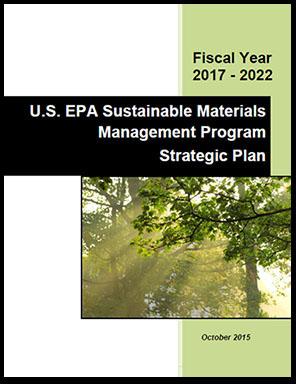 Fiscal Year
2017 - 2022
U.S. EPA Sustainable Materials
Management Program
Strategic Plan
October 2015